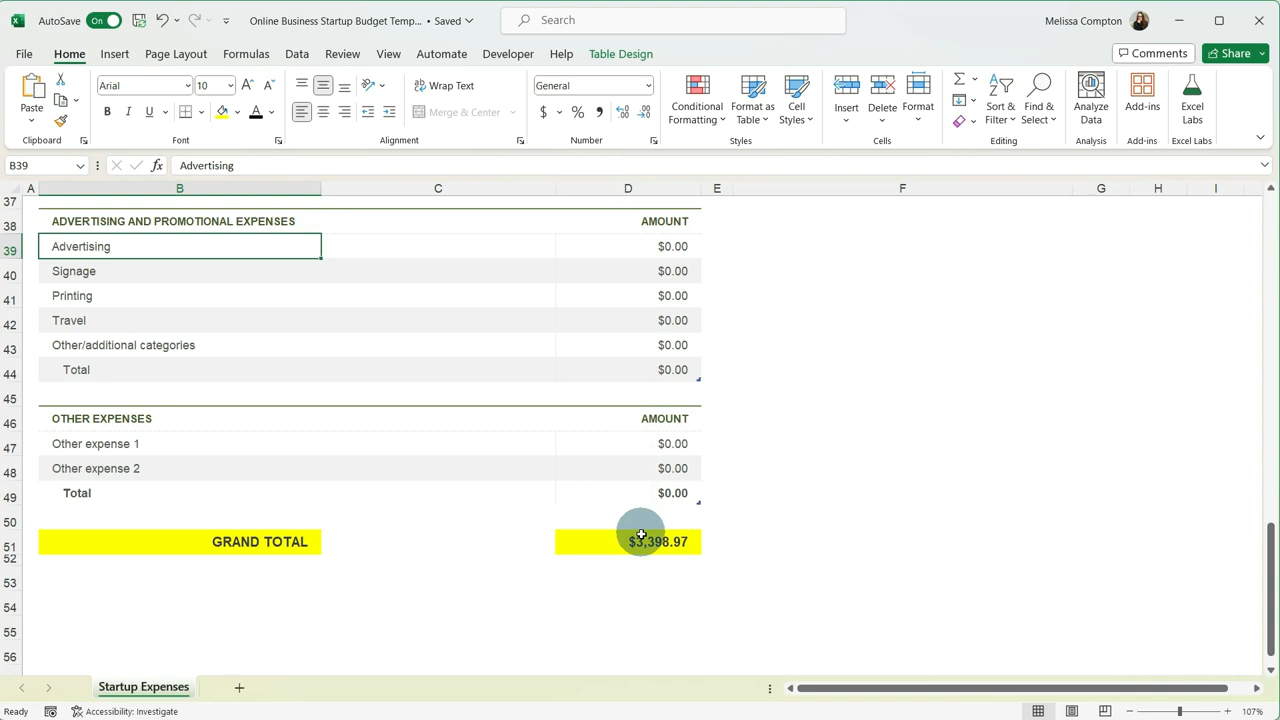 AutoSave On Online Business Startup Budget Temp... • Saved Search Melissa Compton
File Home Insert Page Layout Formulas Data Review View Automate Developer Help Table Design Comments Share
Paste Arial 10 Wrap Text General Conditional Formatting Format as Table Cell Styles Insert Delete Format Sort & Filter Find & Select Analyze Data Add-ins Excel Labs
B I U A Merge & Center $ % 9
Clipboard Font Alignment Number Styles Cells Editing Analysis Add-ins Excel Labs
B39 fx Advertising
A B C D E F G H I
37
38 ADVERTISING AND PROMOTIONAL EXPENSES AMOUNT
39 Advertising $0.00
40 Signage $0.00
41 Printing $0.00
42 Travel $0.00
43 Other/additional categories $0.00
44 Total $0.00
45
46 OTHER EXPENSES AMOUNT
47 Other expense 1 $0.00
48 Other expense 2 $0.00
49 Total $0.00
50
51 GRAND TOTAL $3,398.97
52
53
54
55
56
Startup Expenses
Ready Accessibility: Investigate 107%